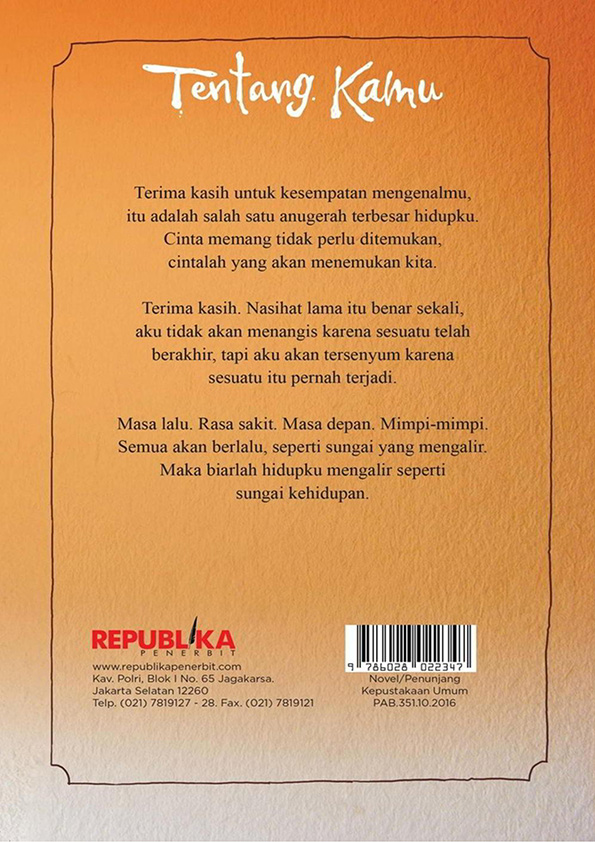 Tentang Kamu
Terima kasih untuk kesempatan mengenalmu,
itu adalah salah satu anugerah terbesar hidupku.
Cinta memang tidak perlu ditemukan,
cintalah yang akan menemukan kita.
Terima kasih. Nasihat lama itu benar sekali,
aku tidak akan menangis karena sesuatu telah
berakhir, tapi aku akan tersenyum karena
sesuatu itu pernah terjadi.
Masa lalu. Rasa sakit. Masa depan. Mimpi-mimpi.
Semua akan berlalu, seperti sungai yang mengalir.
Maka biarlah hidupku mengalir seperti
sungai kehidupan.
REPUBLIKA
PENERBIT
www.republikapenerbit.com
Kav. Polri, Blok I No. 65 Jagakarsa.
Jakarta Selatan 12260
Telp. (021) 7819127 - 28. Fax. (021) 7819121
9 786028 022347
Novel/Penunjang
Kepustakaan Umum
PAB.351.10.2016